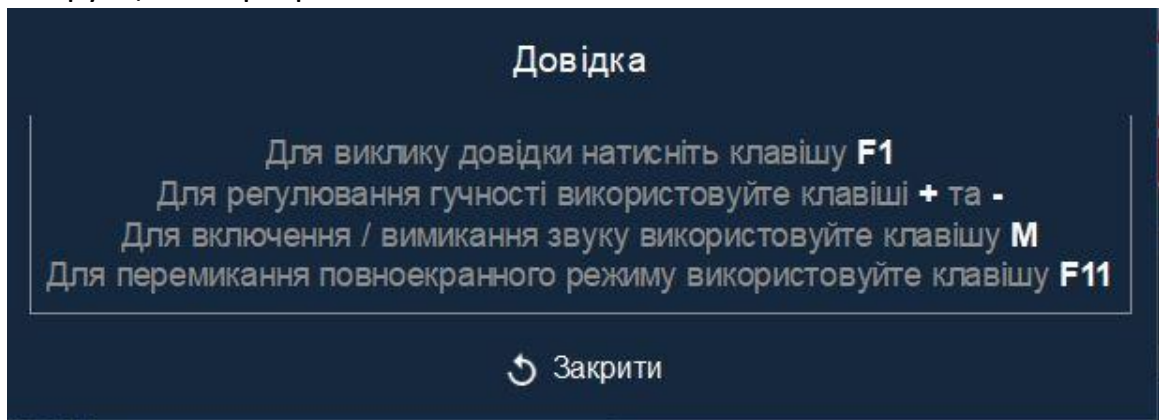 Довідка
Для виклику довідки натисніть клавішу F1
Для регулювання гучності використовуйте клавіші + та -
Для включення / вимикання звуку використовуйте клавішу M
Для перемикання повноекранного режиму використовуйте клавішу F11
Закрити